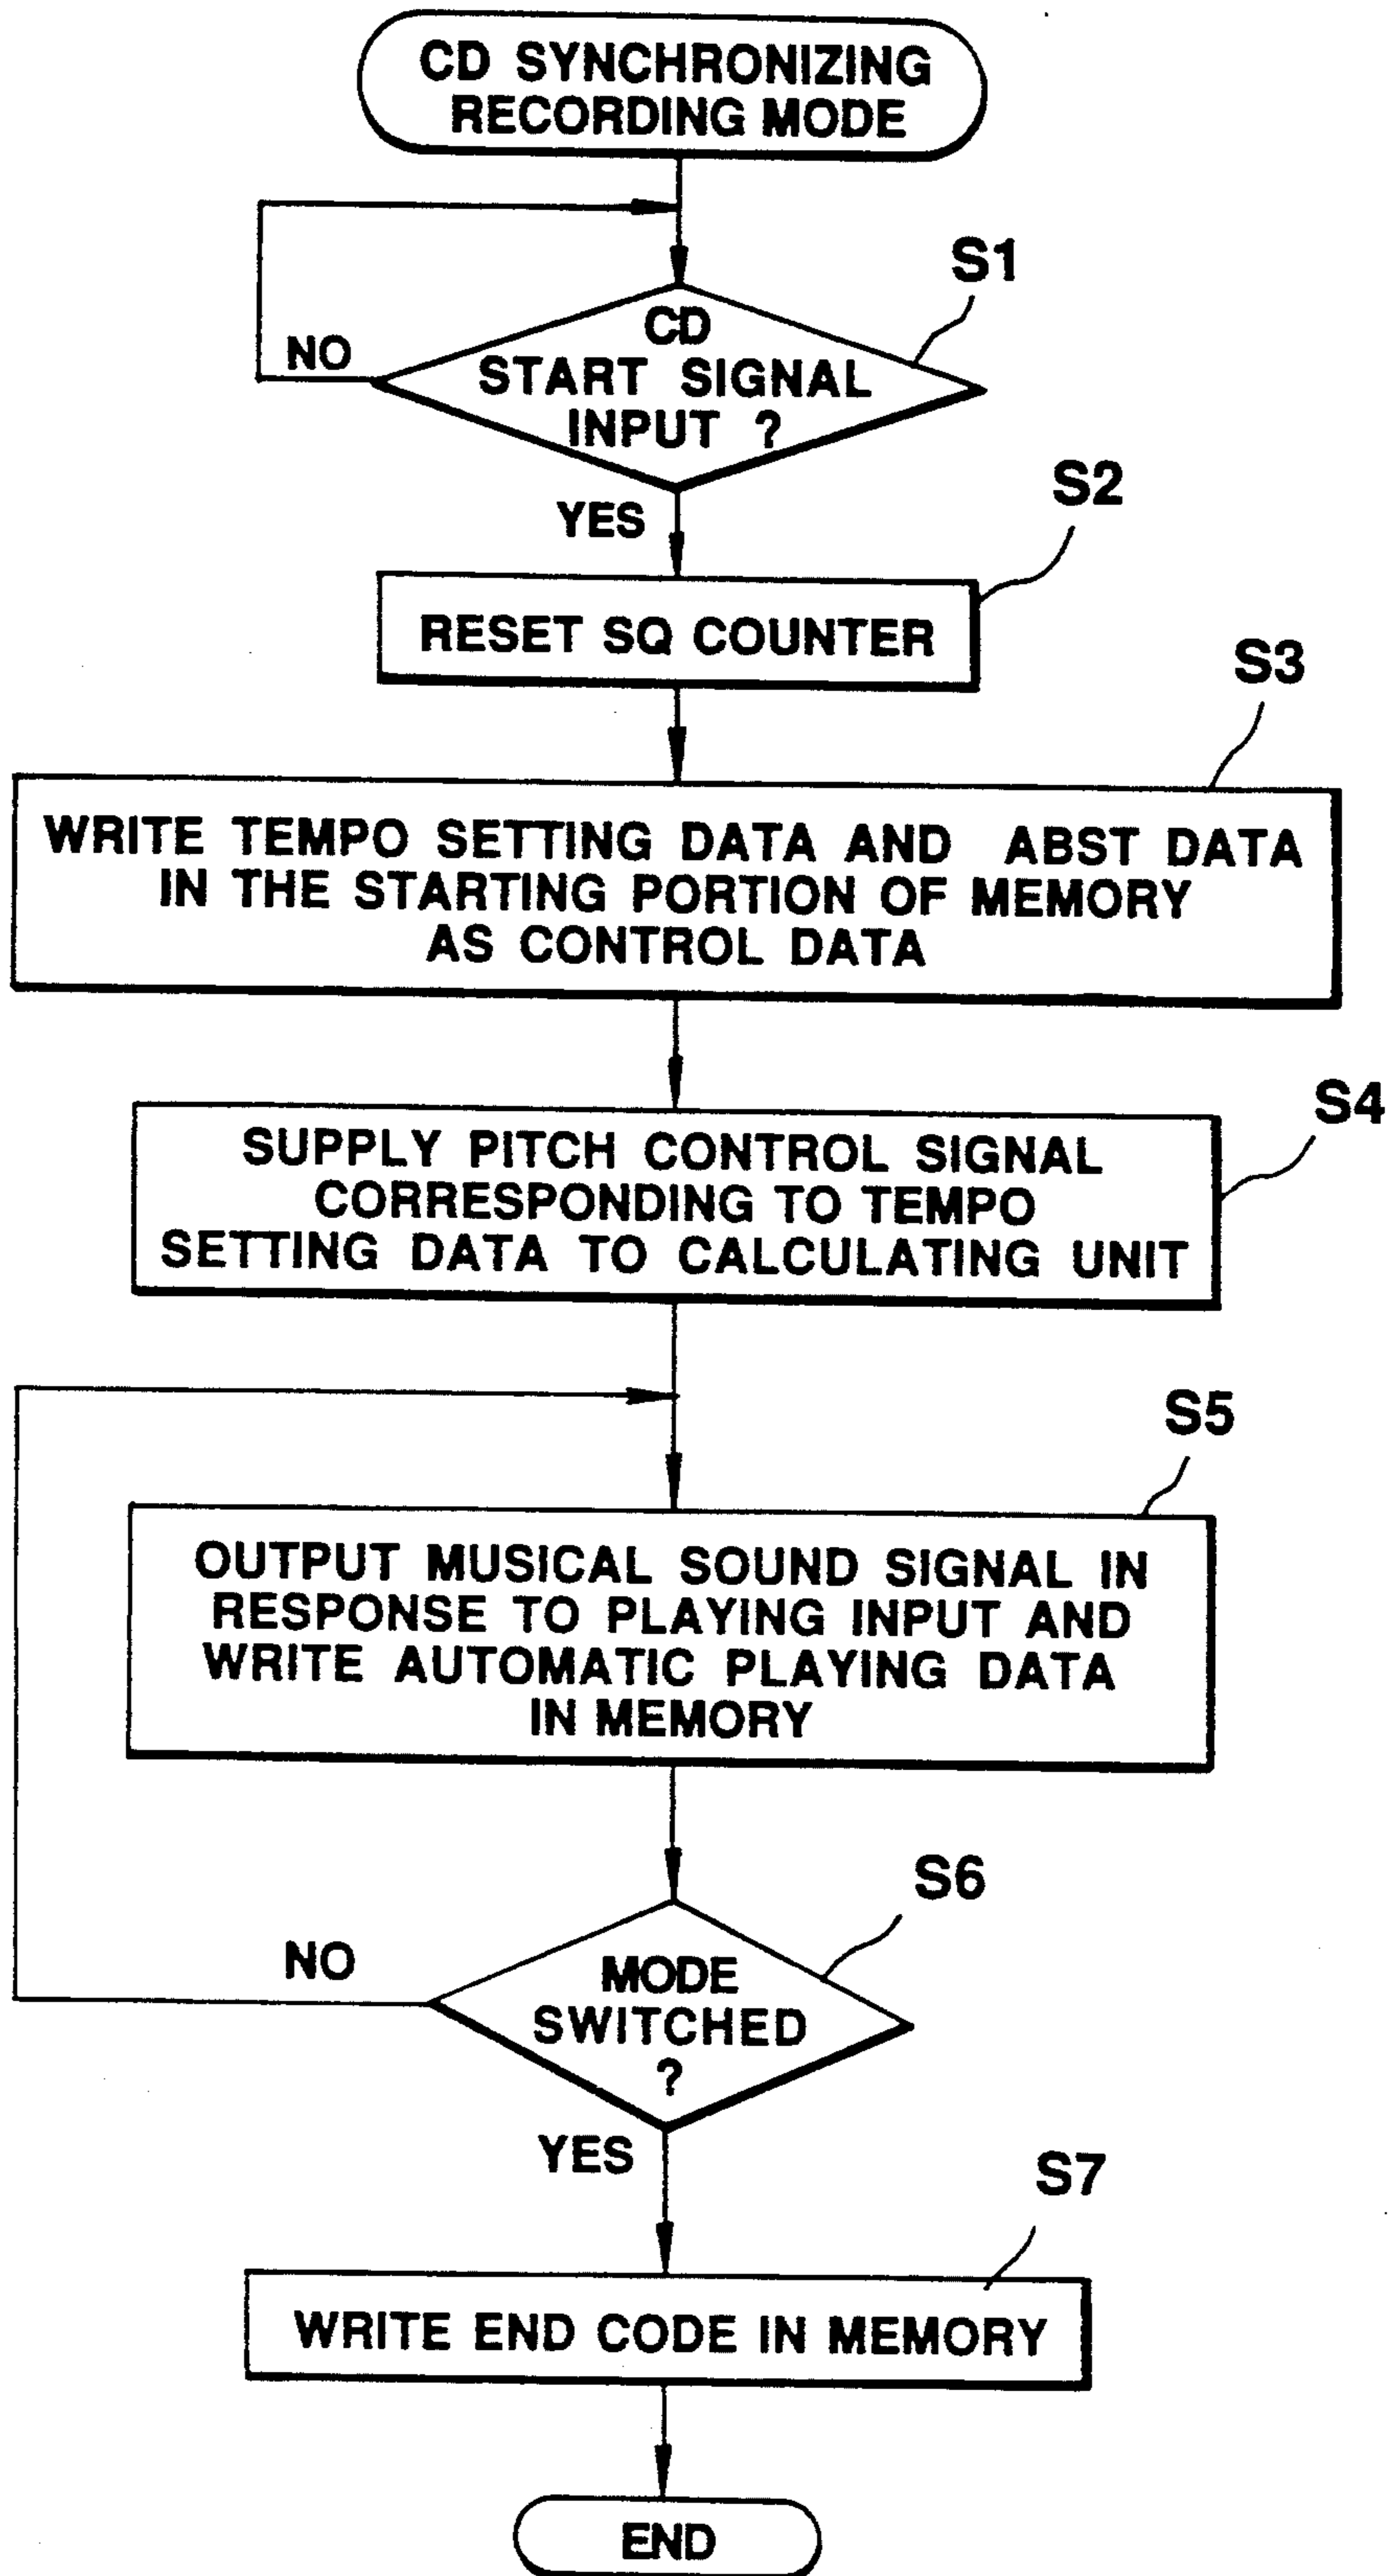 CD SYNCHRONIZING
RECORDING MODE
S1
CD
START SIGNAL
INPUT ?
NO
YES
S2
RESET SQ COUNTER
S3
WRITE TEMPO SETTING DATA AND ABST DATA
IN THE STARTING PORTION OF MEMORY
AS CONTROL DATA
S4
SUPPLY PITCH CONTROL SIGNAL
CORRESPONDING TO TEMPO
SETTING DATA TO CALCULATING UNIT
S5
OUTPUT MUSICAL SOUND SIGNAL IN
RESPONSE TO PLAYING INPUT AND
WRITE AUTOMATIC PLAYING DATA
IN MEMORY
S6
NO
MODE
SWITCHED
?
YES
S7
WRITE END CODE IN MEMORY
END